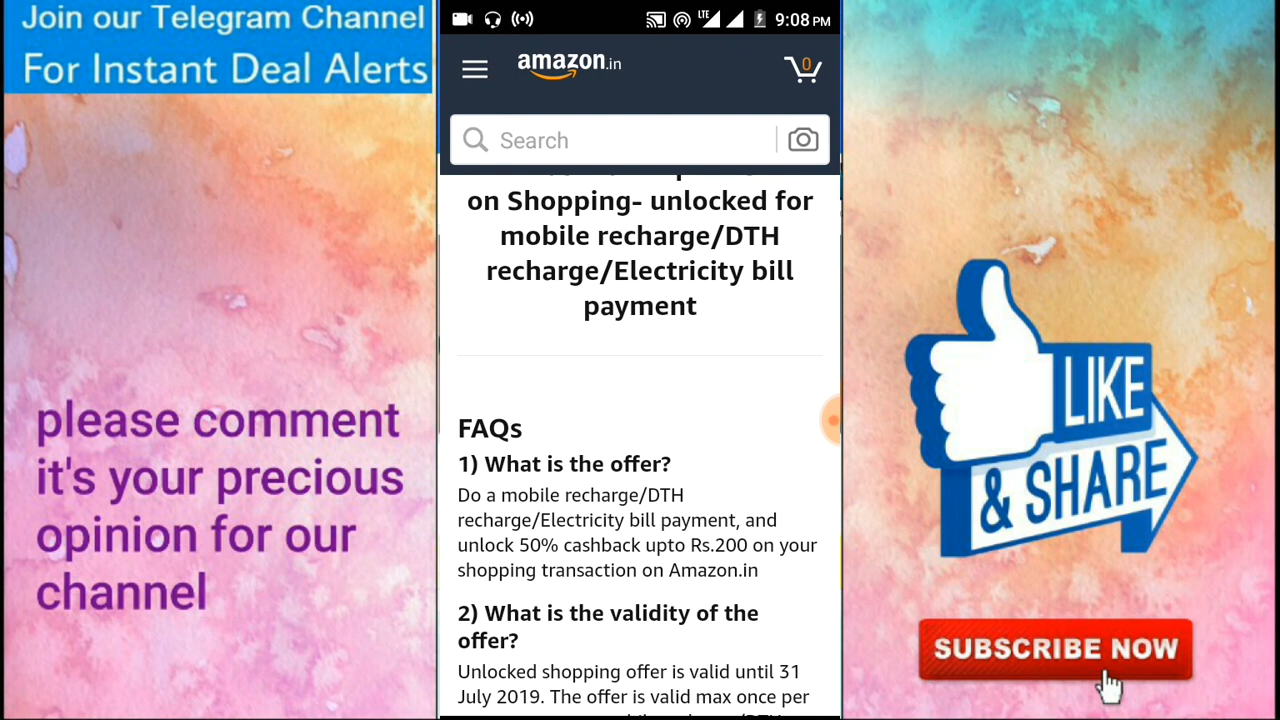 Join our Telegram Channel
For Instant Deal Alerts
please comment
it's your precious
opinion for our
channel
LTE
9:08 PM
amazon.in
0
Search
on Shopping- unlocked for
mobile recharge/DTH
recharge/Electricity bill
payment
FAQs
1) What is the offer?
Do a mobile recharge/DTH
recharge/Electricity bill payment, and
unlock 50% cashback upto Rs.200 on your
shopping transaction on Amazon.in
2) What is the validity of the
offer?
Unlocked shopping offer is valid until 31
July 2019. The offer is valid max once per
LIKE
& SHARE
SUBSCRIBE NOW